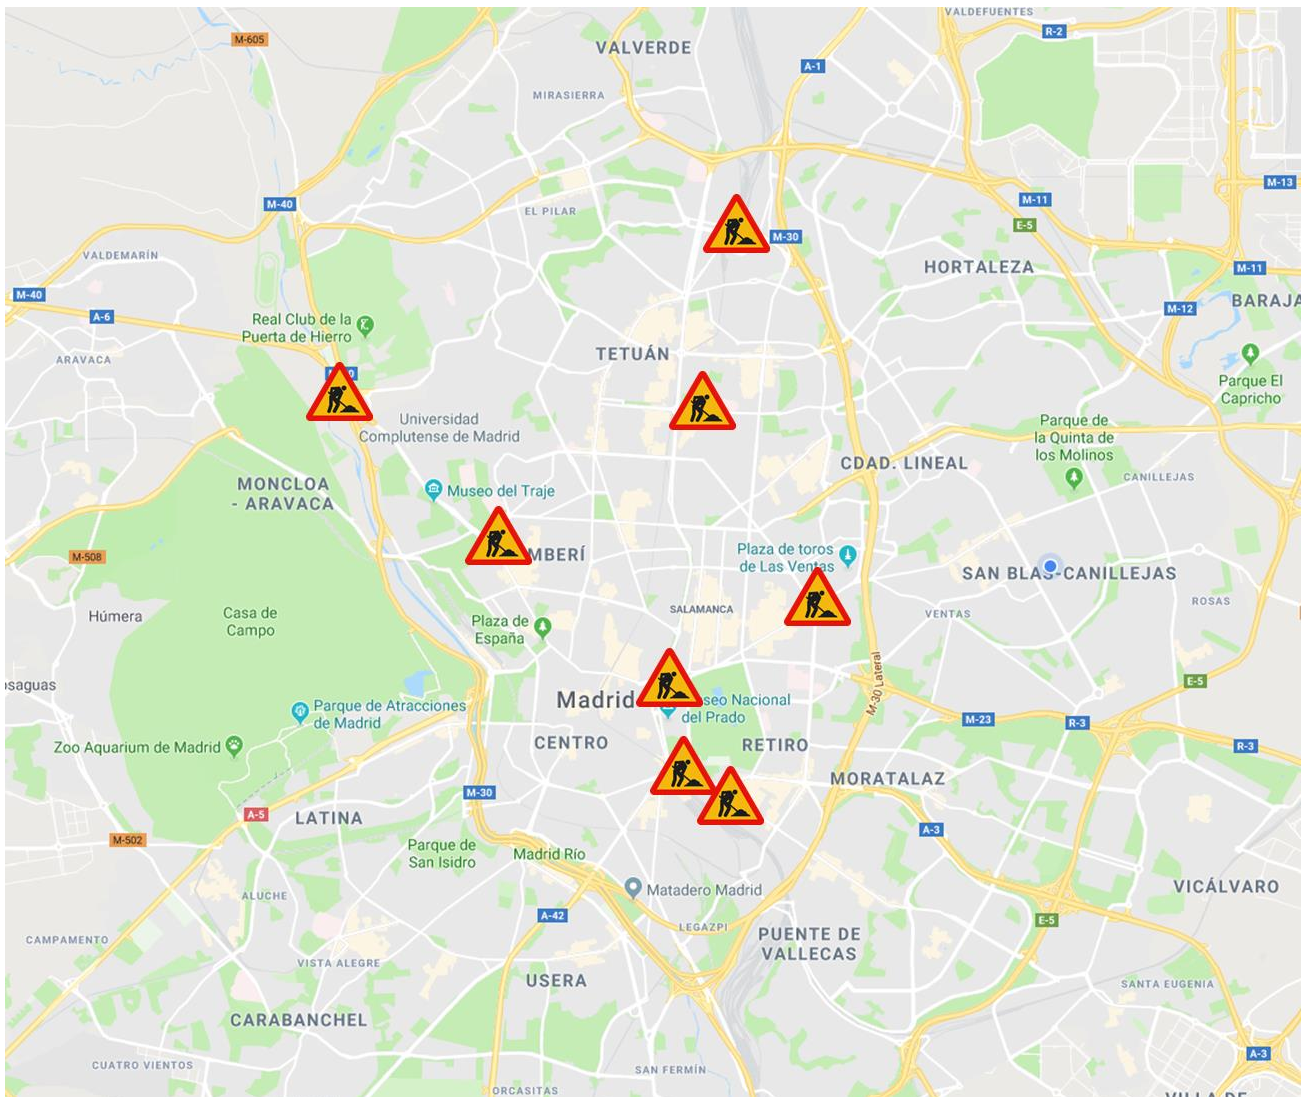 VALDEFUENTES
M-605
R-2
VALVERDE
A-1
MIRASIERRA
M-13
M-11
M-40
EL PILAR
E-5
M-30
VALDEMARÍN
HORTALEZA
M-11
M-40
BARAJA
M-12
A-6
Real Club de la
Puerta de Hierro
TETUÁN
ARAVACA
Parque El
Capricho
Universidad
Complutense de Madrid
Parque de
la Quinta de
los Molinos
CDAD. LINEAL
CANILLEJAS
MONCLOA
- ARAVACA
Museo del Traje
M-508
MBERÍ
Plaza de toros
de Las Ventas
SAN BLAS-CANILLEJAS
ROSAS
Húmera
Casa de
Campo
SALAMANCA
VENTAS
Plaza de
España
M-30 Lateral
osaguas
E-5
Madrid
seo Nacional
del Prado
Parque de Atracciones
de Madrid
M-23
R-3
R-3
Zoo Aquarium de Madrid
CENTRO
RETIRO
MORATALAZ
M-30
A-5
LATINA
A-3
M-502
Parque de
San Isidro
Madrid Río
Matadero Madrid
VICÁLVARO
ALUCHE
A-42
E-5
LEGAZPI
CAMPAMENTO
PUENTE DE
VALLECAS
VISTA ALEGRE
USERA
SANTA EUGENIA
CARABANCHEL
A-3
CUATRO VIENTOS
SAN FERMÍN
ORCASITAS
VILLA DE